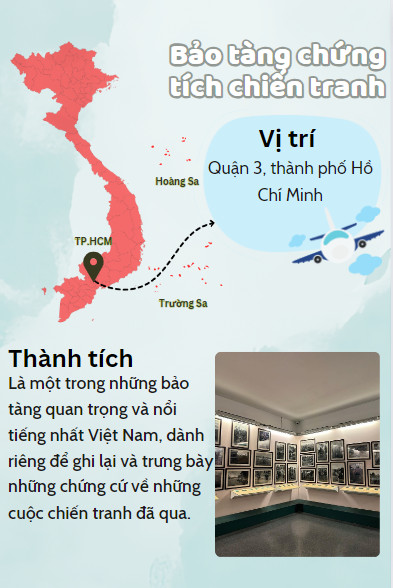 Bảo tàng chứng
tích chiến tranh
Vị trí
Quận 3, thành phố Hồ
Chí Minh
Hoàng Sa
TP.HCM
Trường Sa
Thành tích
Là một trong những bảo
tàng quan trọng và nổi
tiếng nhất Việt Nam, dành
riêng để ghi lại và trưng bày
những chứng cứ về những
cuộc chiến tranh đã qua.